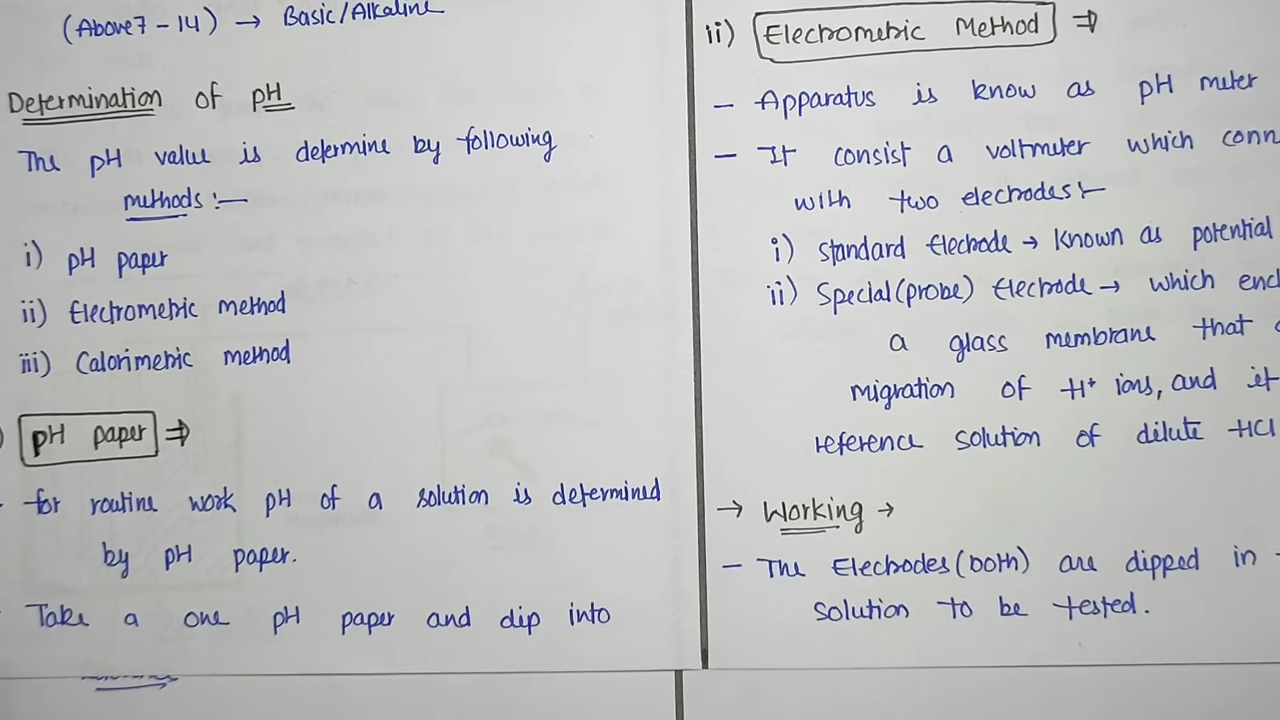 (Above 7 - 14) → Basic/Alkaline
Determination of pH
The pH value is determine by following
methods :-
i) pH paper
ii) Electrometric method
iii) Calorimetric method
) pH paper ⇒
- for routine work pH of a solution is determined
by pH paper.
- Take a one pH paper and dip into
ii) Electrometric Method ⇒
- Apparatus is know as pH meter
- It consist a voltmeter which conn
with two electrodes :-
i) Standard Electrode → Known as potential
ii) Special(probe) Electrode → which encl
a glass membrane that
migration of H⁺ ions, and it
reference solution of dilute HCl
→ Working →
- The Electrodes(both) are dipped in
solution to be tested.